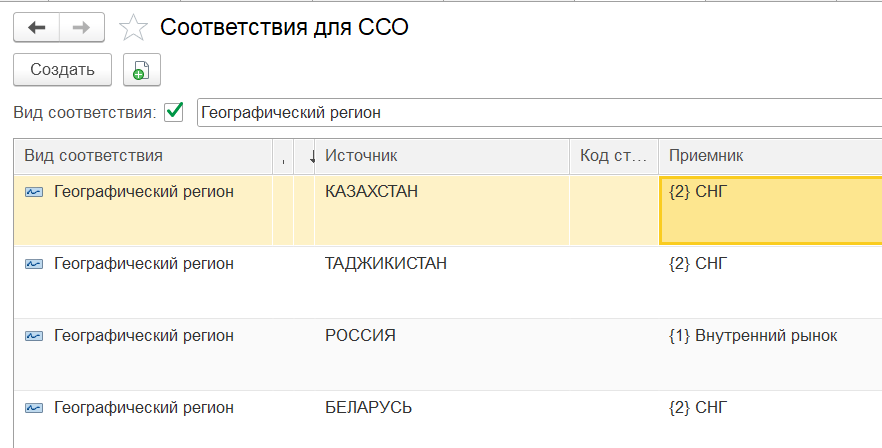 Соответствия для ССО
Создать
Вид соответствия: Географический регион
Вид соответствия , Источник Код ст... Приемник
Географический регион КАЗАХСТАН {2} СНГ
Географический регион ТАДЖИКИСТАН {2} СНГ
Географический регион РОССИЯ {1} Внутренний рынок
Географический регион БЕЛАРУСЬ {2} СНГ